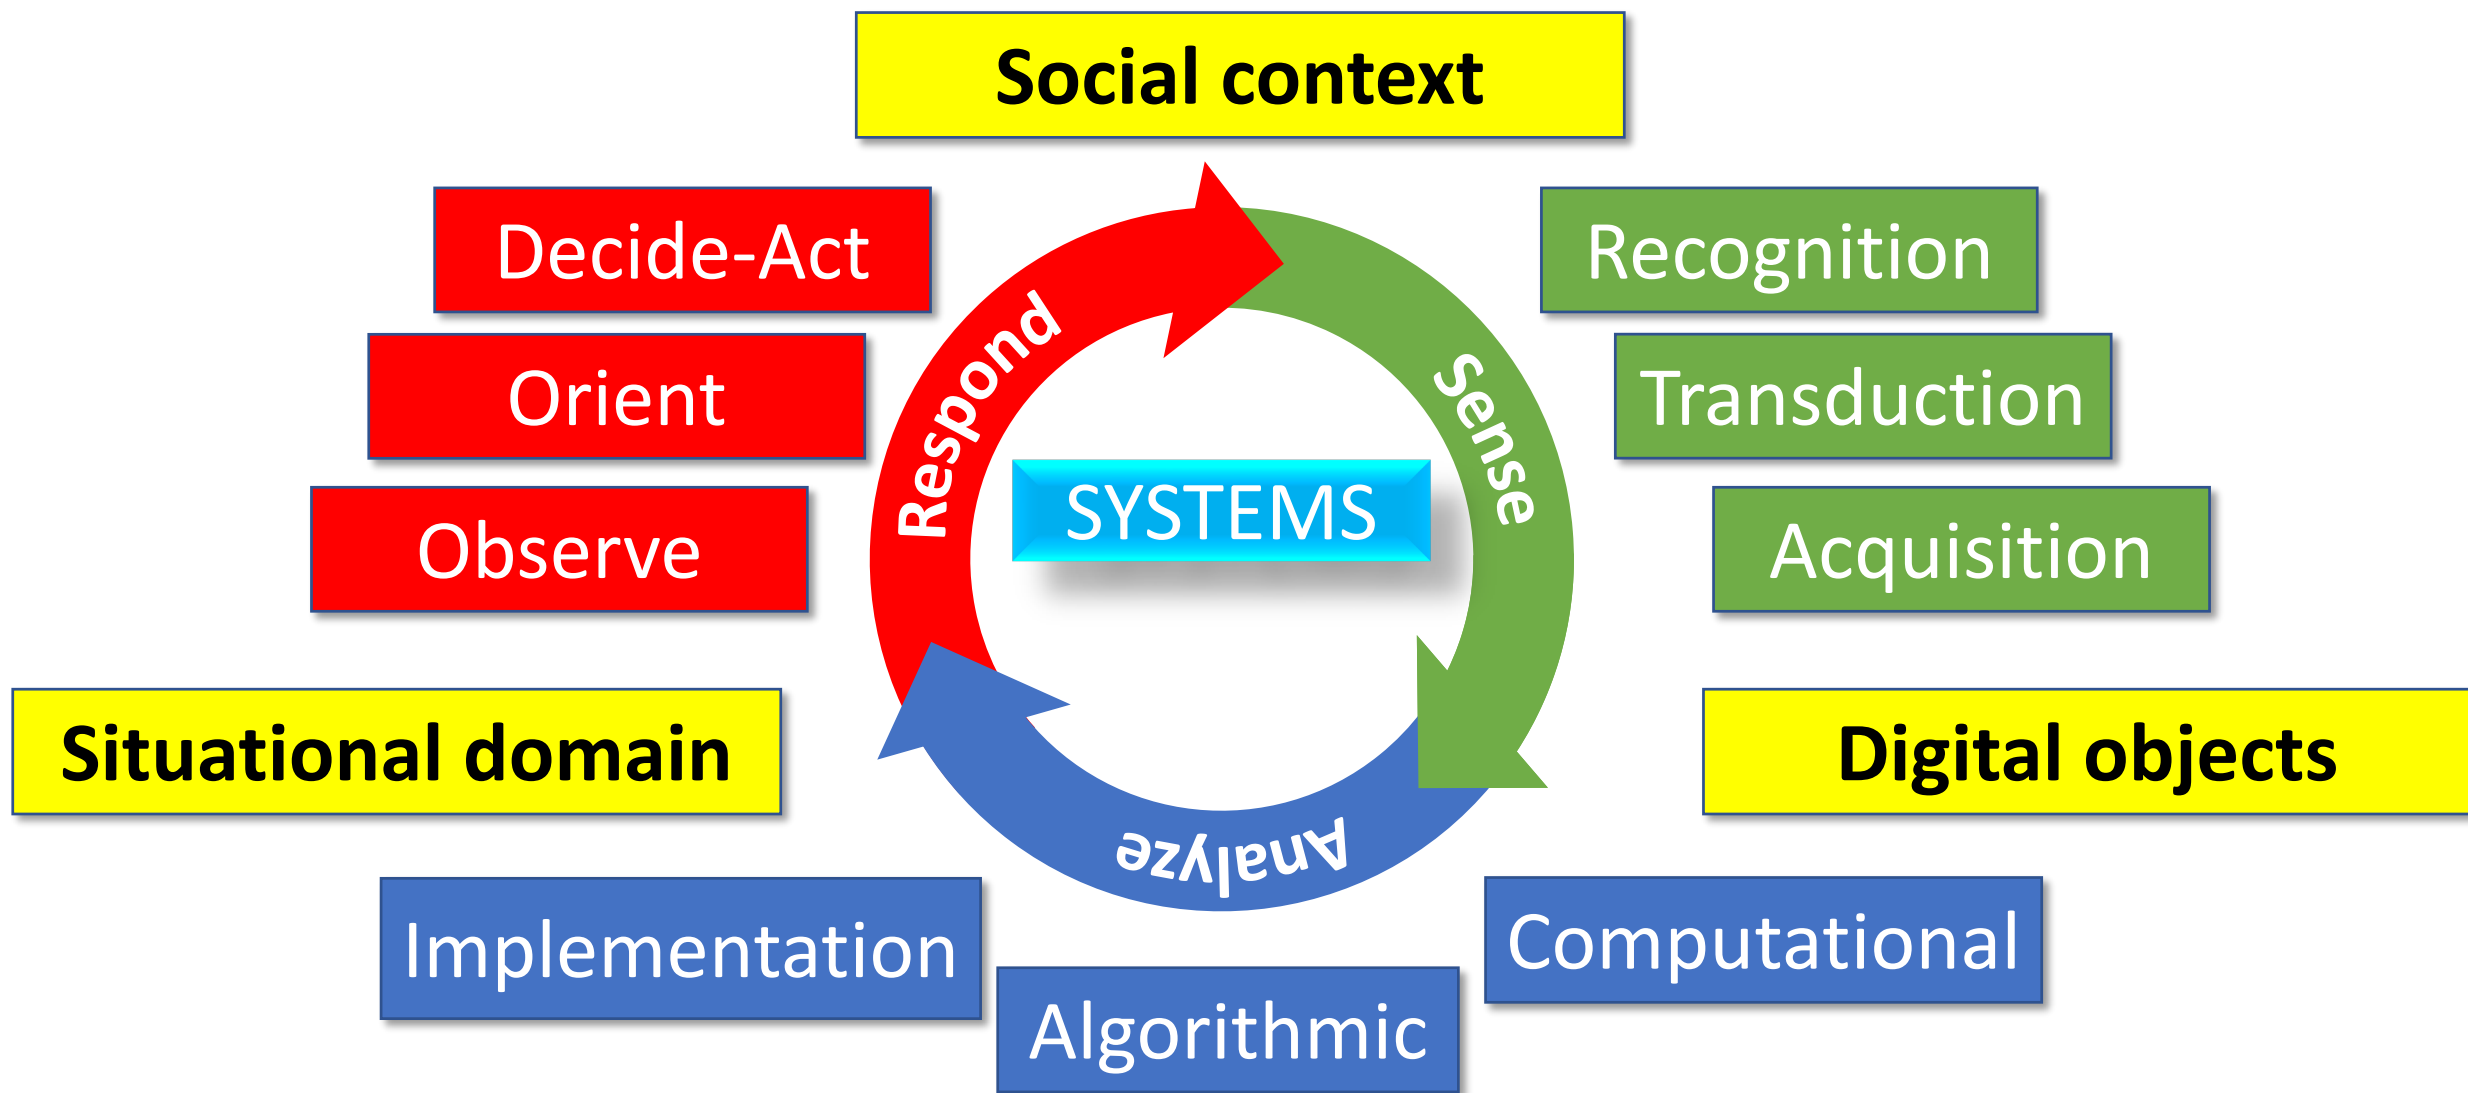 Social context
Decide-Act
Recognition
Orient
Transduction
Respond
Sense
SYSTEMS
Observe
Acquisition
Situational domain
Digital objects
Analyze
Implementation
Computational
Algorithmic